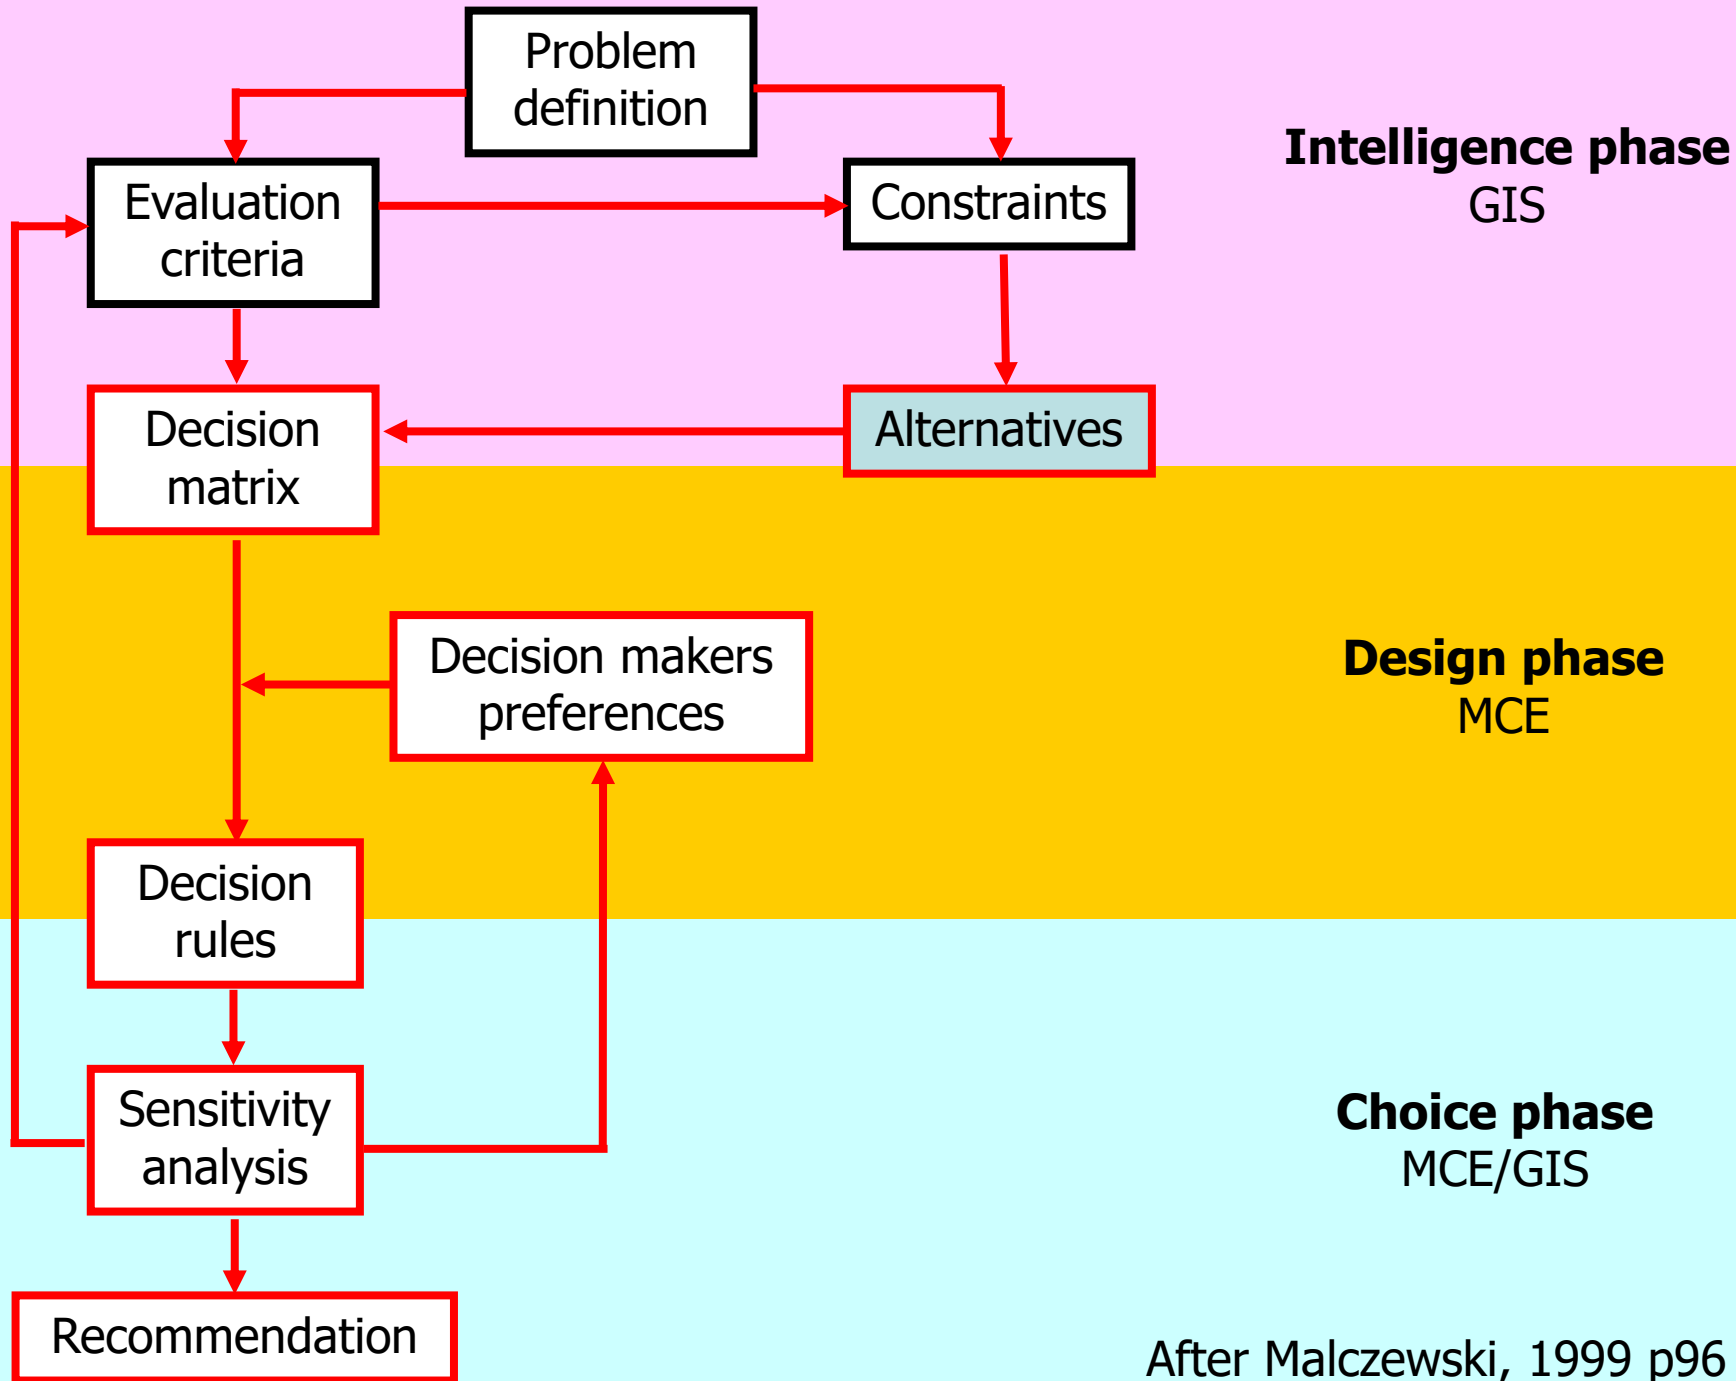 Problem
definition
Intelligence phase
GIS
Evaluation
criteria
Constraints
Decision
matrix
Alternatives
Decision makers
preferences
Design phase
MCE
Decision
rules
Sensitivity
analysis
Choice phase
MCE/GIS
Recommendation
After Malczewski, 1999 p96